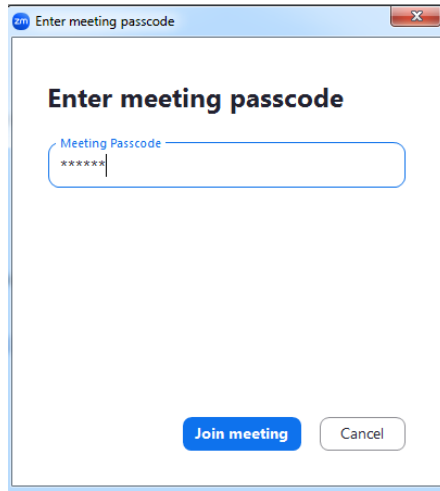 zm Enter meeting passcode
Enter meeting passcode
Meeting Passcode
******
Join meeting Cancel